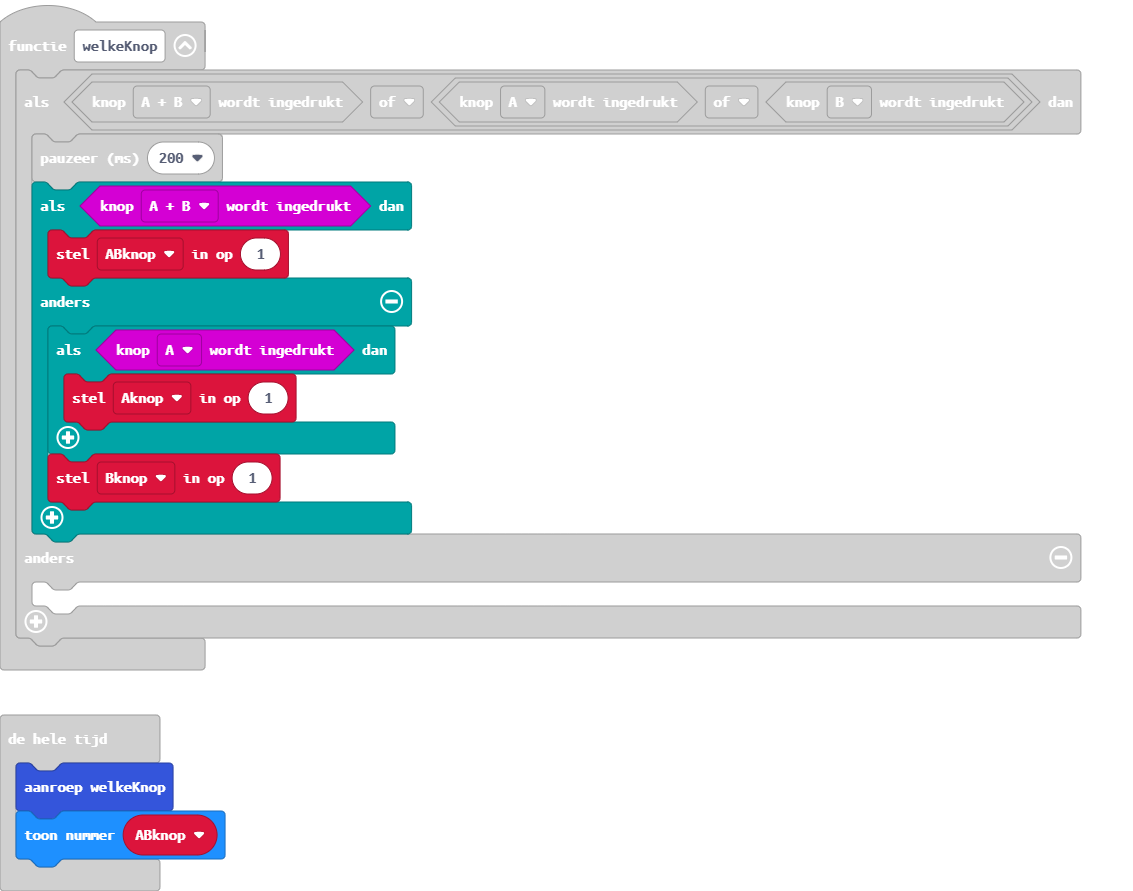 functie welkeKnop
als knop A + B wordt ingedrukt of knop A wordt ingedrukt of knop B wordt ingedrukt dan
pauzeer (ms) 200
als knop A + B wordt ingedrukt dan
stel ABknop in op 1
anders
als knop A wordt ingedrukt dan
stel Aknop in op 1
stel Bknop in op 1
anders
de hele tijd
aanroep welkeKnop
toon nummer ABknop